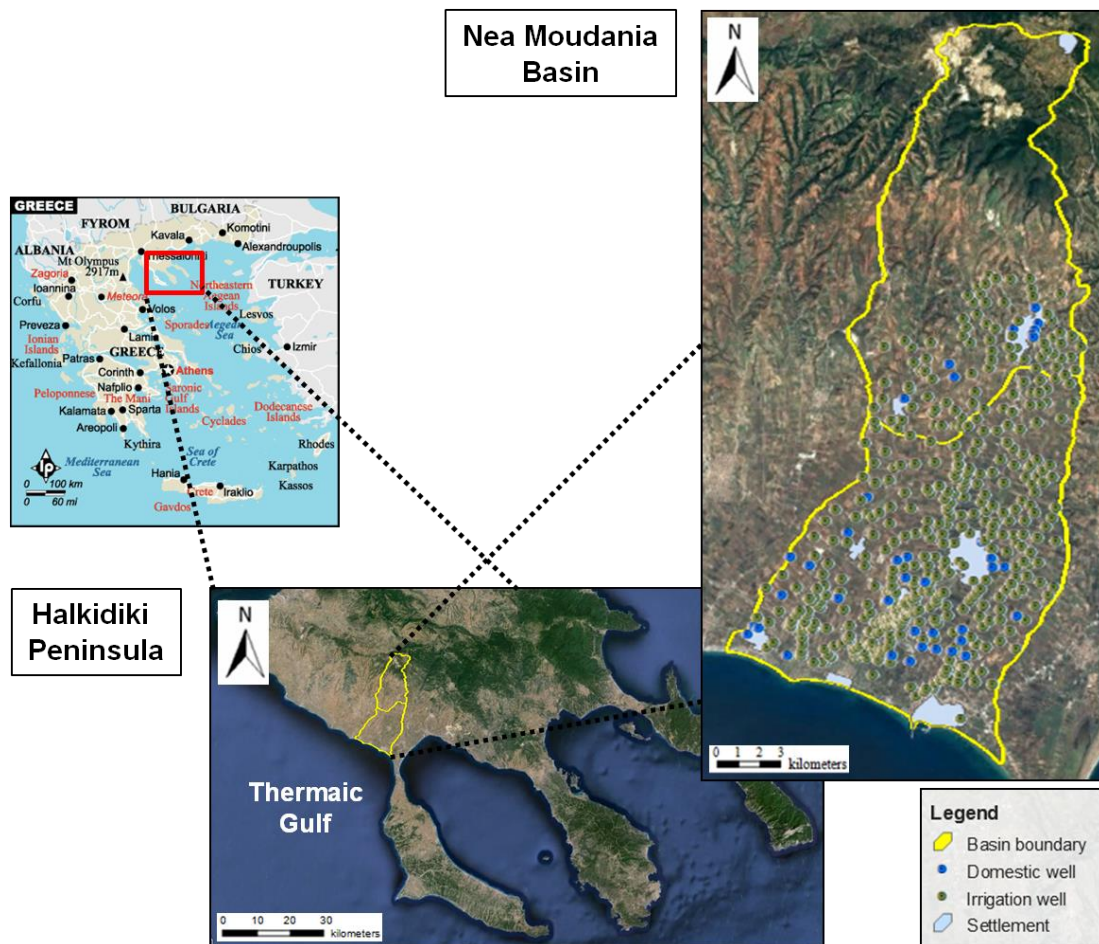 Nea Moudania
Basin
N
GREECE
BULGARIA
FYROM
Komotini
Kavala
ALBANIA
Alexandroupolis
Thessaloniki
Mt Olympus
2917m
Zagoria
TURKEY
Ioannina
Meteora
Northeastern
Aegean
Islands
Corfu
Volos
Lesvos
Sporades
Aegean
Sea
Preveza
Lamia
Ionian
Islands
GREECE
Chios
Izmir
Patras
Kefallonia
Athens
Corinth
Nafplio
Saronic
Gulf
Islands
Peloponnese
The Mani
Dodecanese
Islands
Kalamata
Sparta
Cyclades
Areopoli
Rhodes
Kythira
Sea of
Crete
Mediterranean
Sea
Karpathos
Hania
Kassos
lp
Crete
Iraklio
0 100 km
0 60 mi
Gavdos
Halkidiki
Peninsula
N
Thermaic
Gulf
0 10 20 30
kilometers
0 1 2 3
kilometers
Legend
Basin boundary
Domestic well
Irrigation well
Settlement